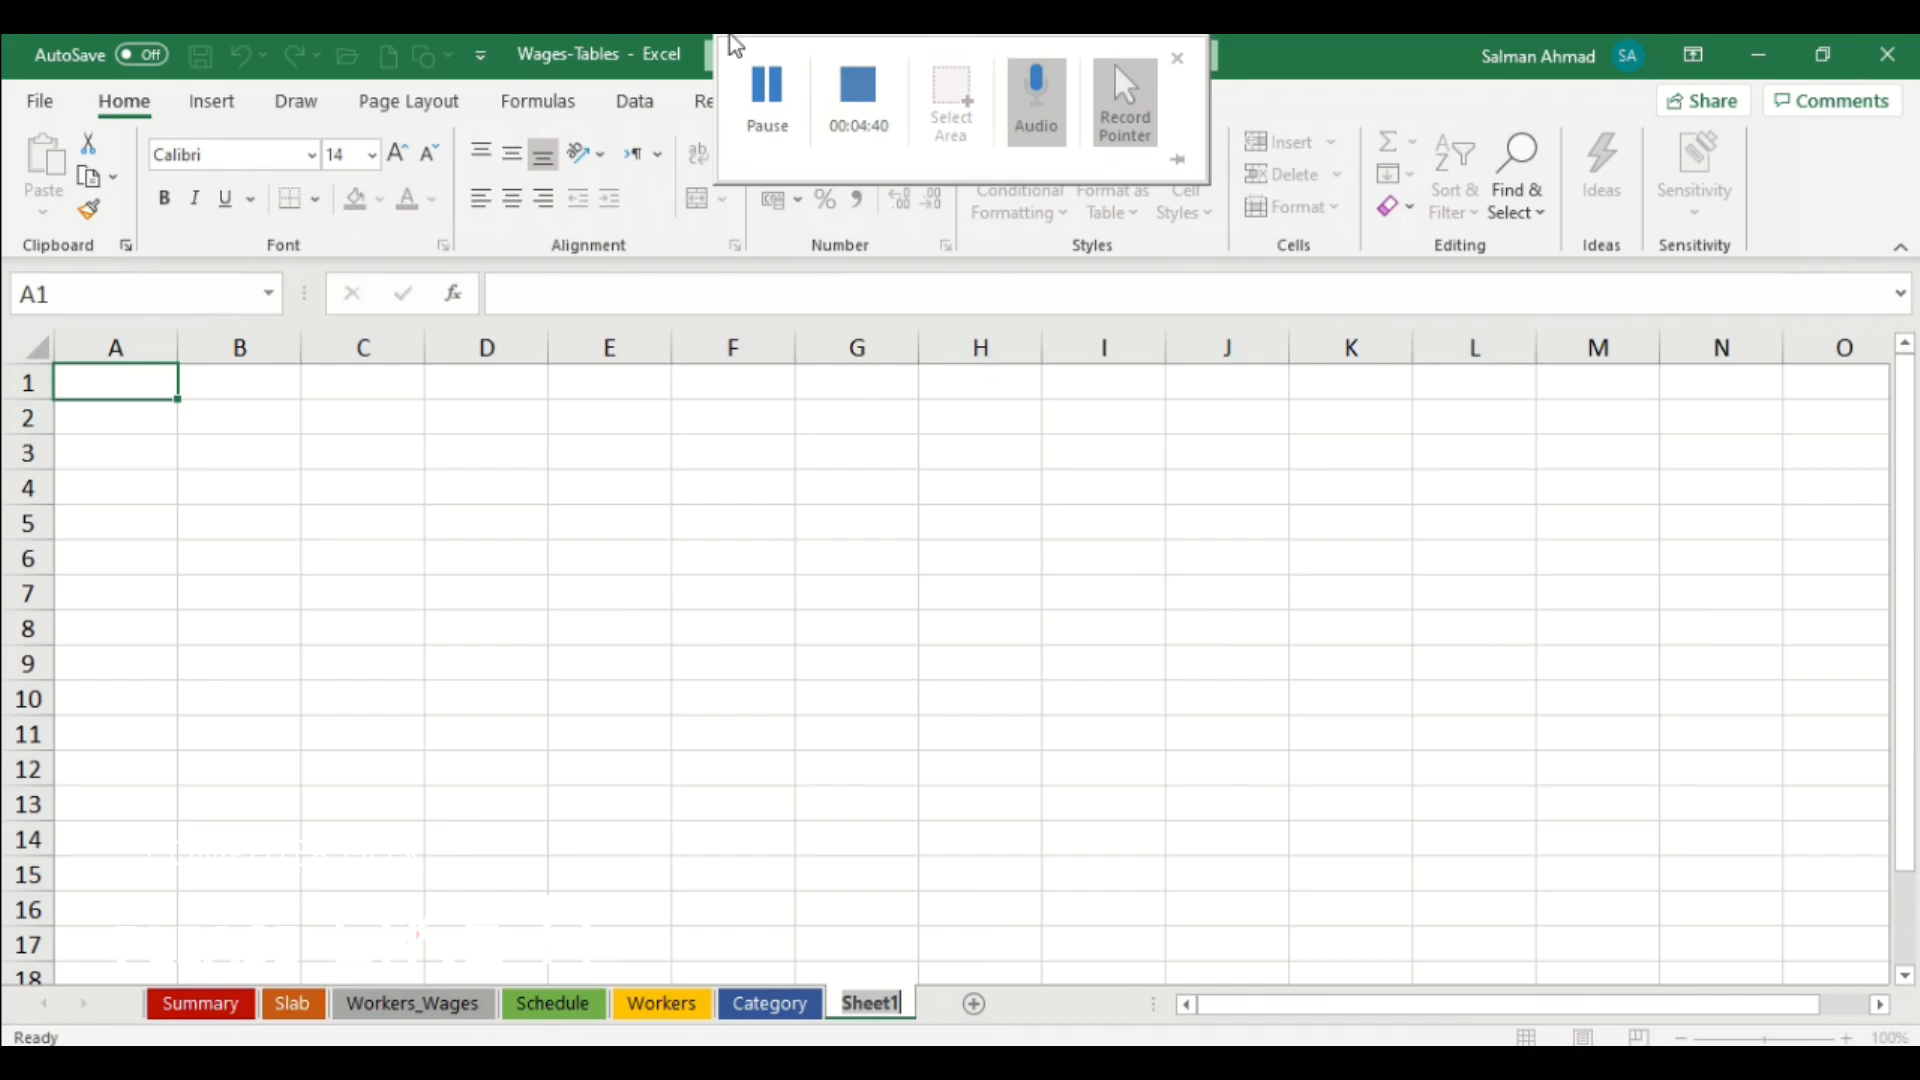 AutoSave Off Wages-Tables - Excel Salman Ahmad SA
Pause 00:04:40 Select Area Audio Record Pointer
File Home Insert Draw Page Layout Formulas Data Re Share Comments
Paste Calibri 14 ab Insert Delete Format Sort & Filter Find & Select Ideas Sensitivity
B I U A % Conditional Formatting Format as Table Cell Styles
Clipboard Font Alignment Number Styles Cells Editing Ideas Sensitivity
A1 fx
A B C D E F G H I J K L M N O
1
2
3
4
5
6
7
8
9
10
11
12
13
14
15
16
17
18
Summary Slab Workers_Wages Schedule Workers Category Sheet1
Ready 100%